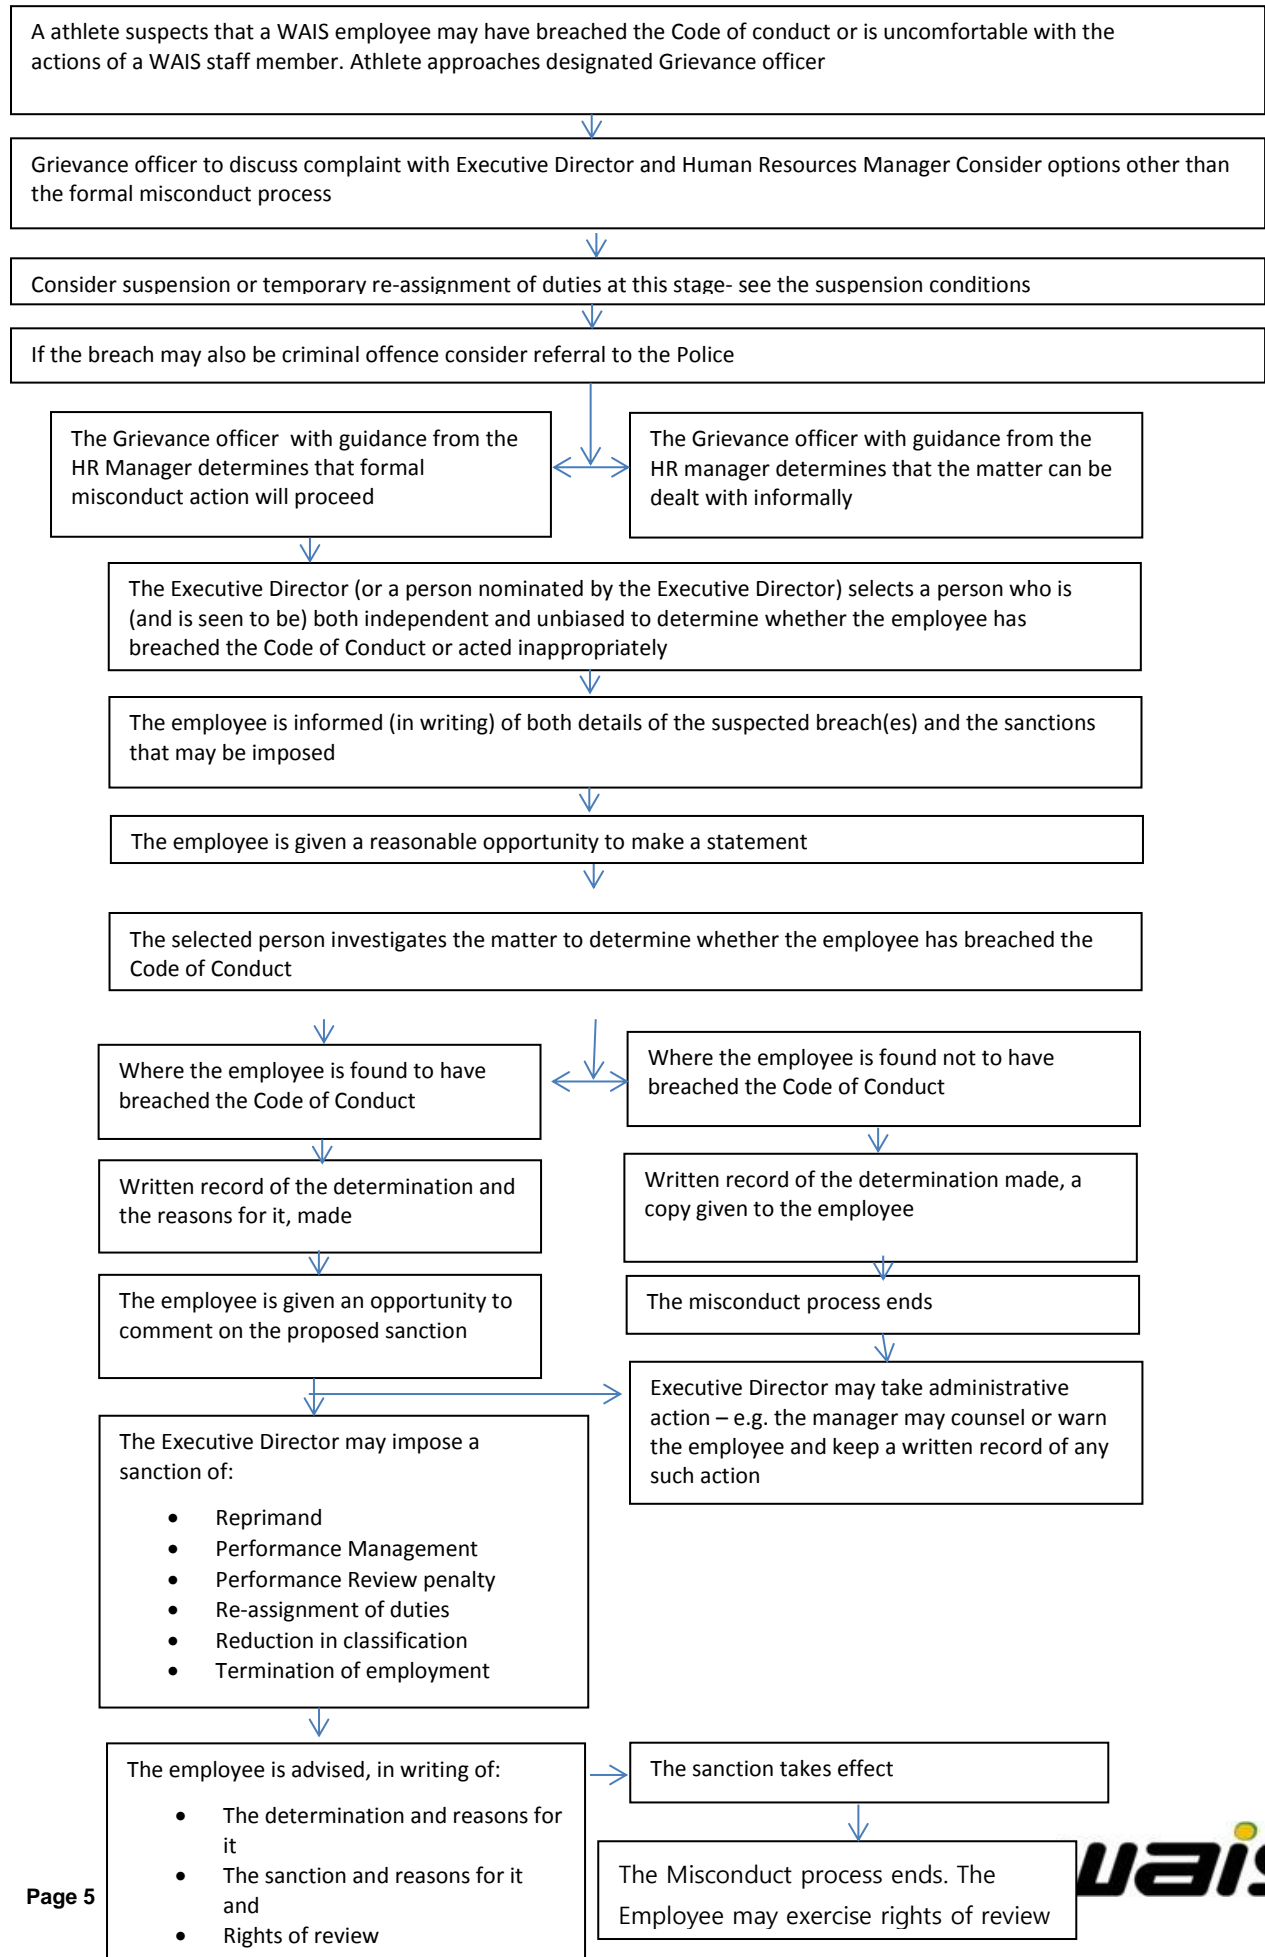 A athlete suspects that a WAIS employee may have breached the Code of conduct or is uncomfortable with the
actions of a WAIS staff member. Athlete approaches designated Grievance officer
Grievance officer to discuss complaint with Executive Director and Human Resources Manager Consider options other than
the formal misconduct process
Consider suspension or temporary re-assignment of duties at this stage- see the suspension conditions
If the breach may also be criminal offence consider referral to the Police
The Grievance officer  with guidance from the
HR Manager determines that formal
misconduct action will proceed
The Grievance officer with guidance from the
HR manager determines that the matter can be
dealt with informally
The Executive Director (or a person nominated by the Executive Director) selects a person who is
(and is seen to be) both independent and unbiased to determine whether the employee has
breached the Code of Conduct or acted inappropriately
The employee is informed (in writing) of both details of the suspected breach(es) and the sanctions
that may be imposed
The employee is given a reasonable opportunity to make a statement
The selected person investigates the matter to determine whether the employee has breached the
Code of Conduct
Where the employee is found to have
breached the Code of Conduct
Where the employee is found not to have
breached the Code of Conduct
Written record of the determination and
the reasons for it, made
Written record of the determination made, a
copy given to the employee
The employee is given an opportunity to
comment on the proposed sanction
The misconduct process ends
Executive Director may take administrative
action – e.g. the manager may counsel or warn
the employee and keep a written record of any
such action
The Executive Director may impose a
sanction of:
• Reprimand
• Performance Management
• Performance Review penalty
• Re-assignment of duties
• Reduction in classification
• Termination of employment
The employee is advised, in writing of:
• The determination and reasons for
it
• The sanction and reasons for it
and
• Rights of review
The sanction takes effect
The Misconduct process ends. The
Employee may exercise rights of review
Page 5
wais